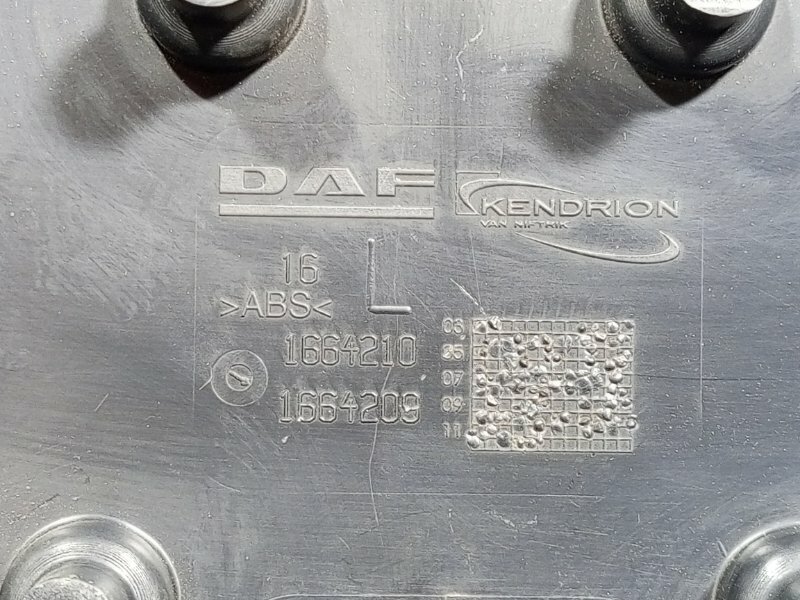 DAF
KENDRION
VAN NIFTRIK
16
L
>ABS<
1664210
1664209
03
05
07
09
11